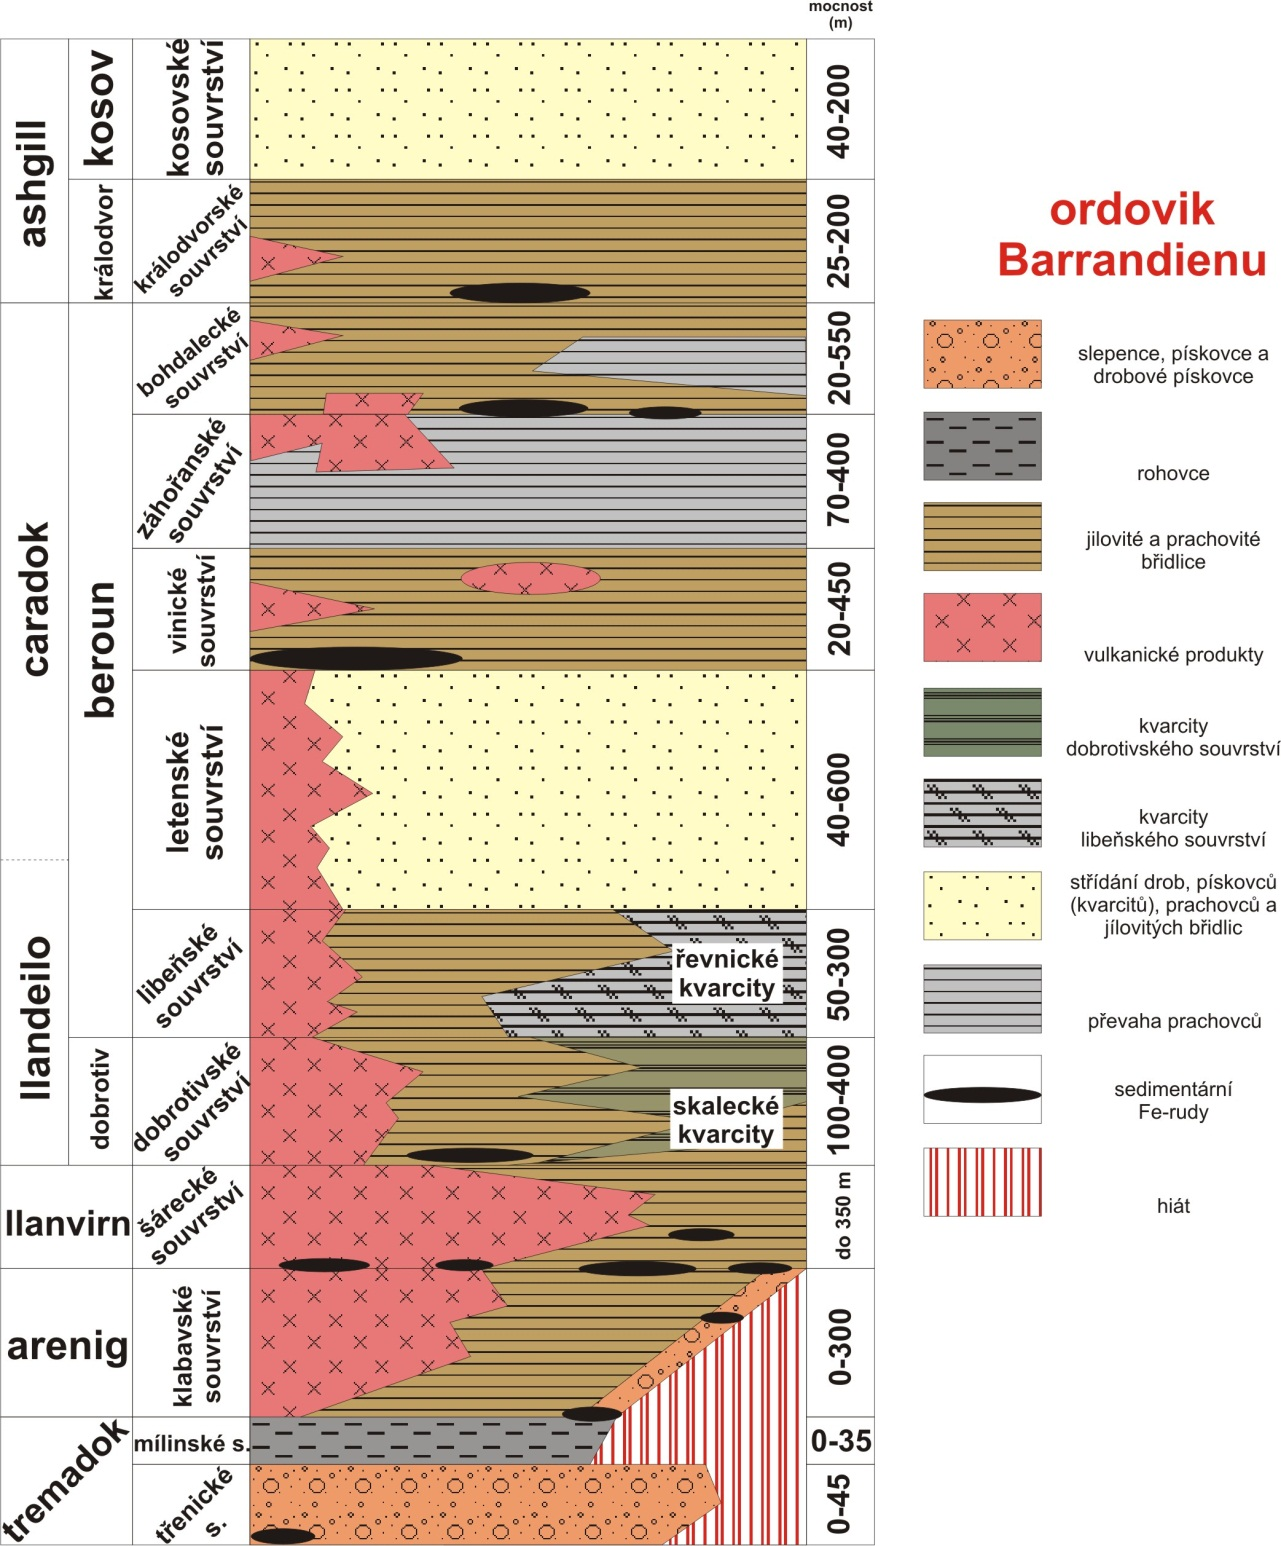 mocnost
(m)
ashgill
kosov
kosovské
souvrství
40-200
králodvor
králodvorské
souvrství
25-200
caradok
beroun
bohdalecké
souvrství
20-550
záhořanské
souvrství
70-400
vinické
souvrství
20-450
letenské
souvrství
40-600
llandeilo
libeňské
souvrství
řevnické
kvarcity
50-300
dobrotiv
dobrotivské
souvrství
skalecké
kvarcity
100-400
llanvirn
šárecké
souvrství
do 350 m
arenig
klabavské
souvrství
0-300
tremadok
mílinské s.
0-35
třenické
s.
0-45
ordovik
Barrandienu
slepence, pískovce a
drobové pískovce
rohovce
jilovité a prachovité
břidlice
vulkanické produkty
kvarcity
dobrotivského souvrství
kvarcity
libeňského souvrství
střídání drob, pískovců
(kvarcitů), prachovců a
jílovitých břidlic
převaha prachovců
sedimentární
Fe-rudy
hiát